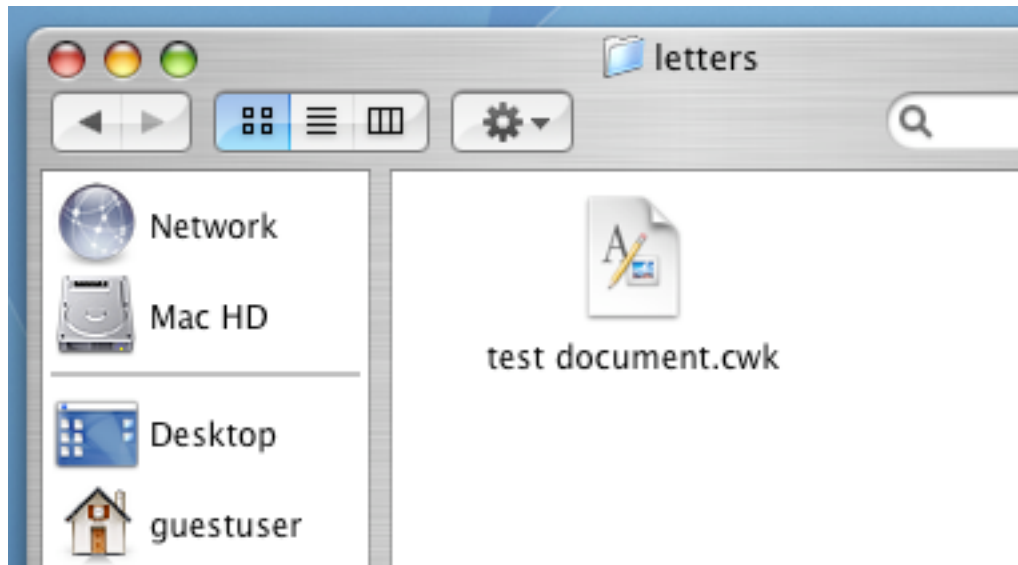 letters
Network
Mac HD
Desktop
guestuser
test document.cwk